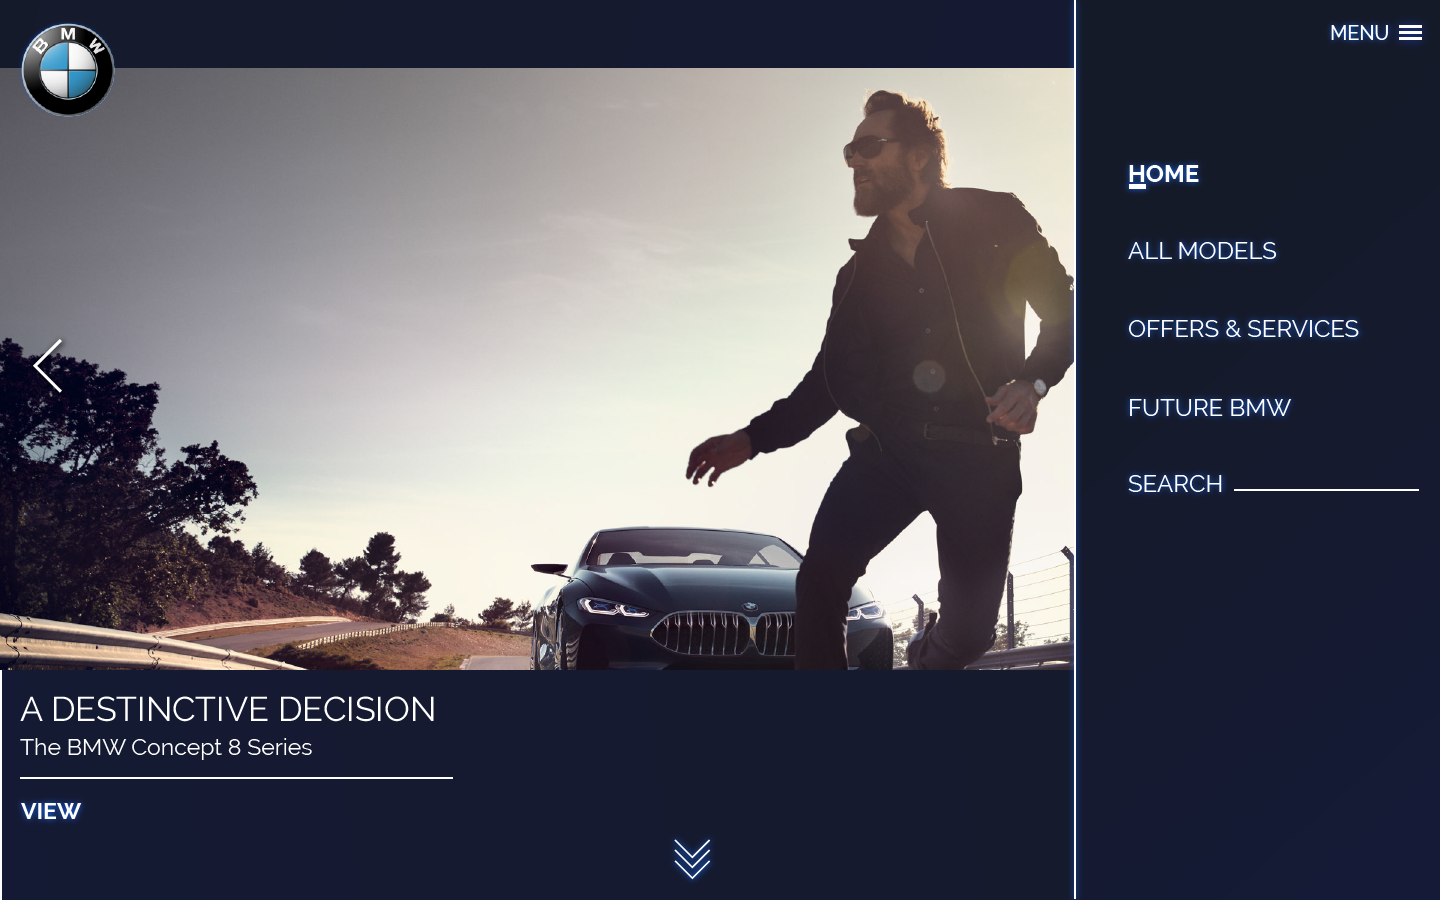 BMW
MENU
HOME
ALL MODELS
OFFERS & SERVICES
FUTURE BMW
SEARCH
A DESTINCTIVE DECISION
The BMW Concept 8 Series
VIEW